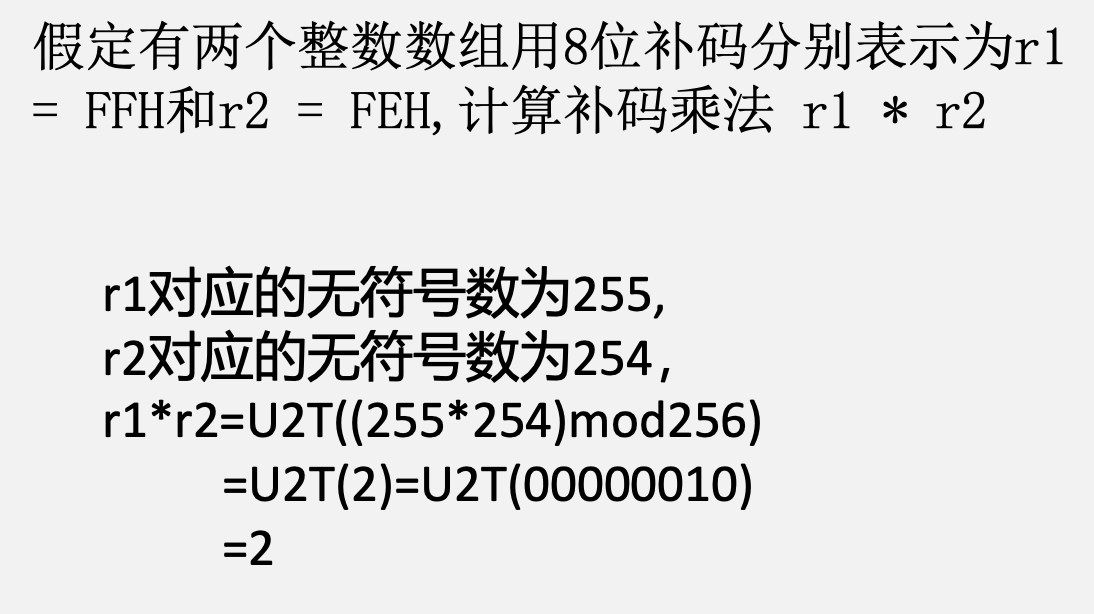 假定有两个整数数组用8位补码分别表示为r1
= FFH和r2 = FEH,计算补码乘法 r1 * r2
r1对应的无符号数为255,
r2对应的无符号数为254,
r1*r2=U2T((255*254)mod256)
=U2T(2)=U2T(00000010)
=2